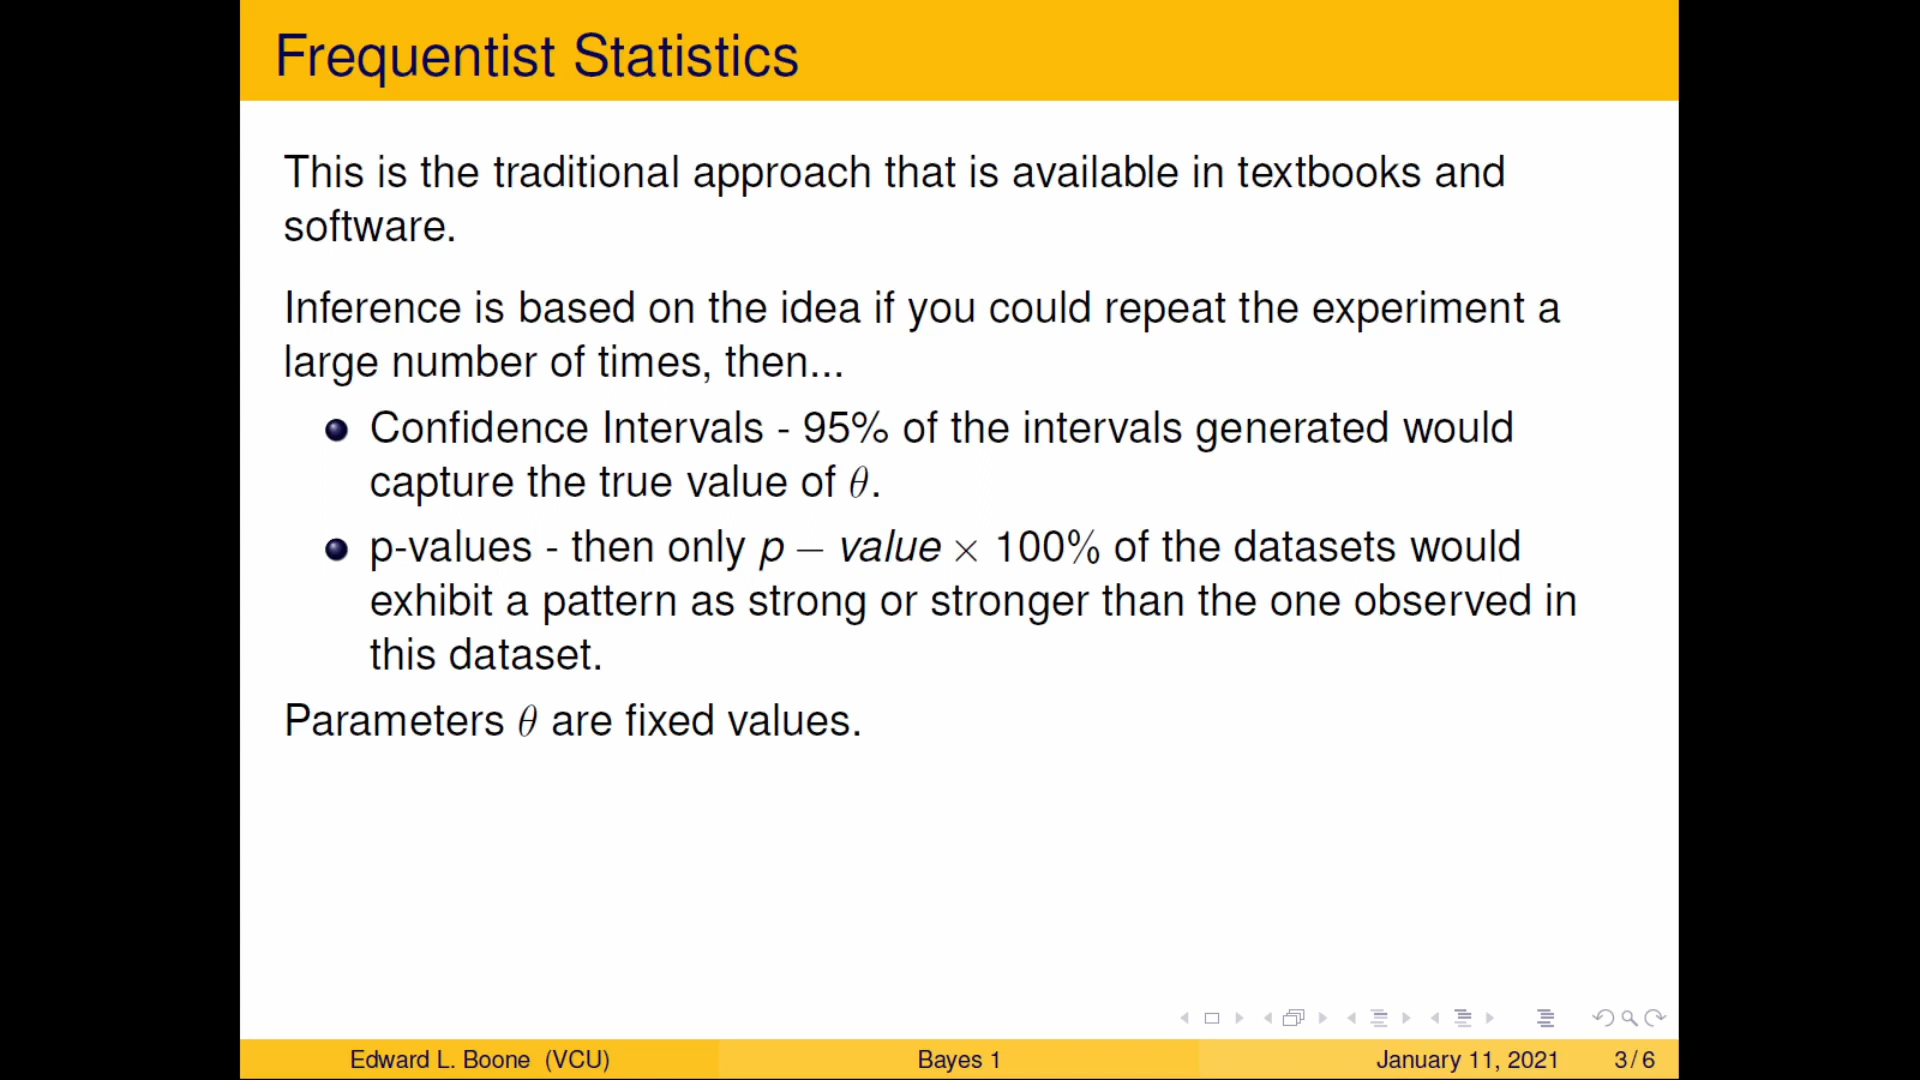 Frequentist Statistics
This is the traditional approach that is available in textbooks and
software.
Inference is based on the idea if you could repeat the experiment a
large number of times, then...
Confidence Intervals - 95% of the intervals generated would
capture the true value of θ.
p-values - then only p − value × 100% of the datasets would
exhibit a pattern as strong or stronger than the one observed in
this dataset.
Parameters θ are fixed values.
Edward L. Boone (VCU) Bayes 1 January 11, 2021 3 / 6